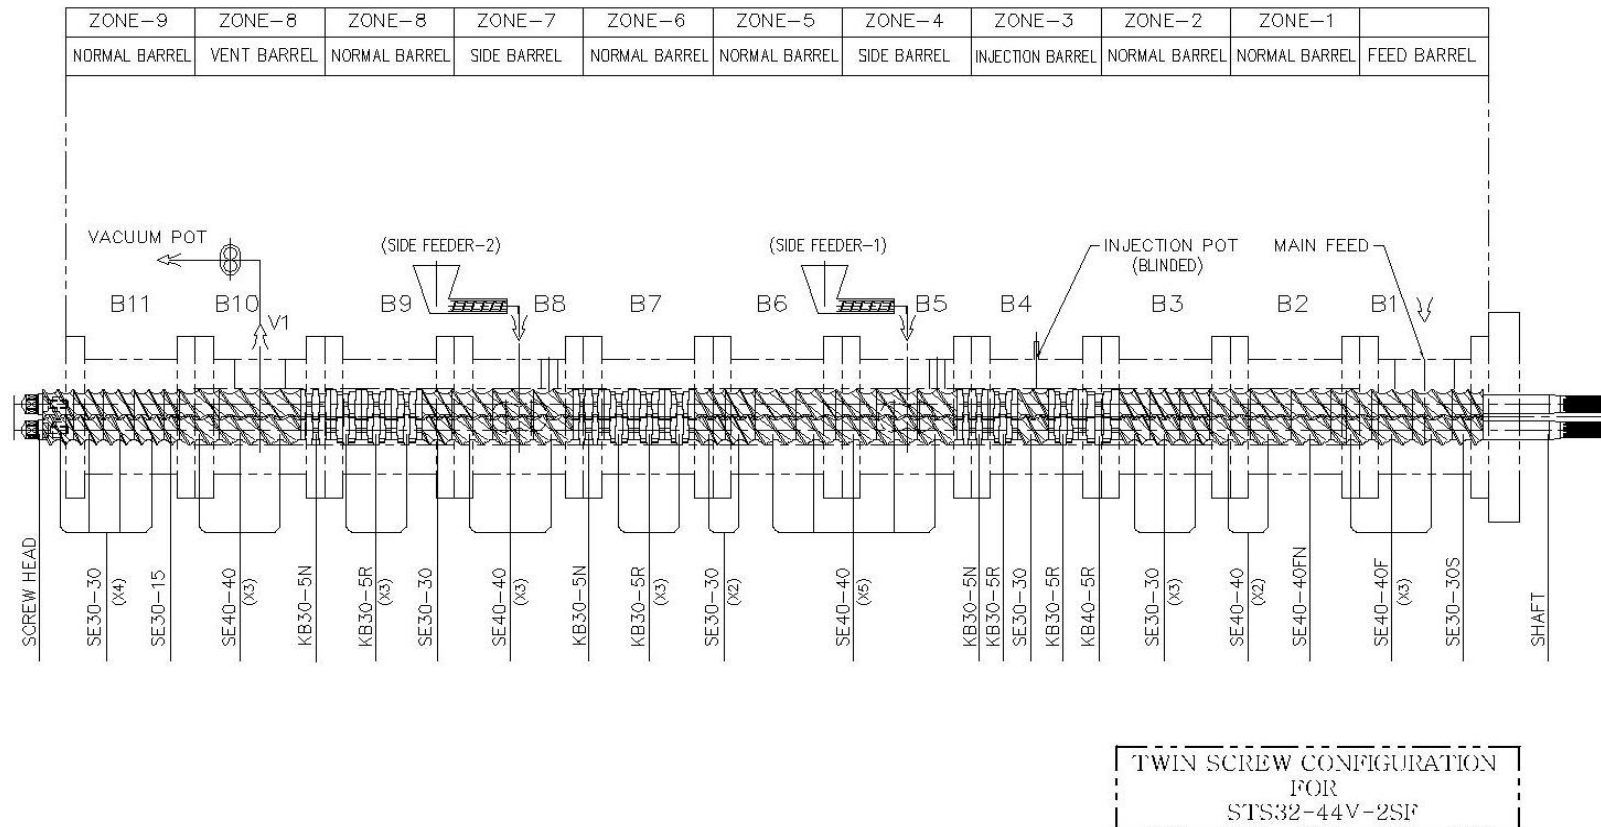 ZONE-9 ZONE-8 ZONE-8 ZONE-7 ZONE-6 ZONE-5 ZONE-4 ZONE-3 ZONE-2 ZONE-1
NORMAL BARREL VENT BARREL NORMAL BARREL SIDE BARREL NORMAL BARREL NORMAL BARREL SIDE BARREL INJECTION BARREL NORMAL BARREL NORMAL BARREL FEED BARREL
VACUUM POT (SIDE FEEDER-2) (SIDE FEEDER-1) INJECTION POT MAIN FEED
(BLINDED)
B11 B10 B9 B8 B7 B6 B5 B4 B3 B2 B1
V1
SCREW HEAD
SE30-30
(X4)
SE30-15
SE40-40
(X3)
KB30-5N
KB30-5R
(X3)
SE30-30
SE40-40
(X3)
KB30-5N
KB30-5R
(X3)
SE30-30
(X2)
SE40-40
(X5)
KB30-5N
KB30-5R
SE30-30
KB30-5R
KB40-5R
SE30-30
(X3)
SE40-40
(X2)
SE40-40FN
SE40-40F
(X3)
SE30-30S
SHAFT
TWIN SCREW CONFIGURATION
FOR
STS32-44V-2SF